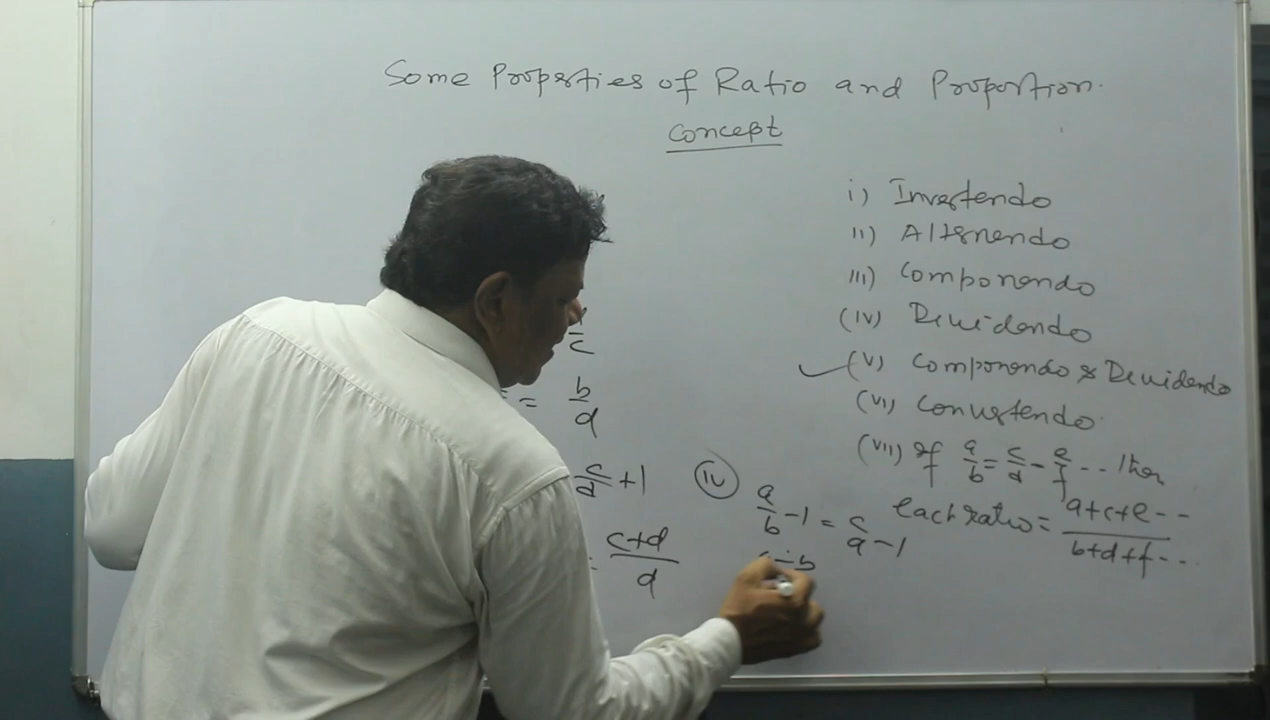 Some Properties of Ratio and Proportion.
Concept
i) Invertendo
ii) Alternendo
iii) Componendo
(iv) Dividendo
(v) Componendo & Dividendo
(vi) Convertendo
(vii) If a/b = c/d = e/f ... then
each ratio = a+c+e-- / b+d+f--
/c
= b/d
c/d +1
= c+d / d
(iv) a/b -1 = c/d -1
-b